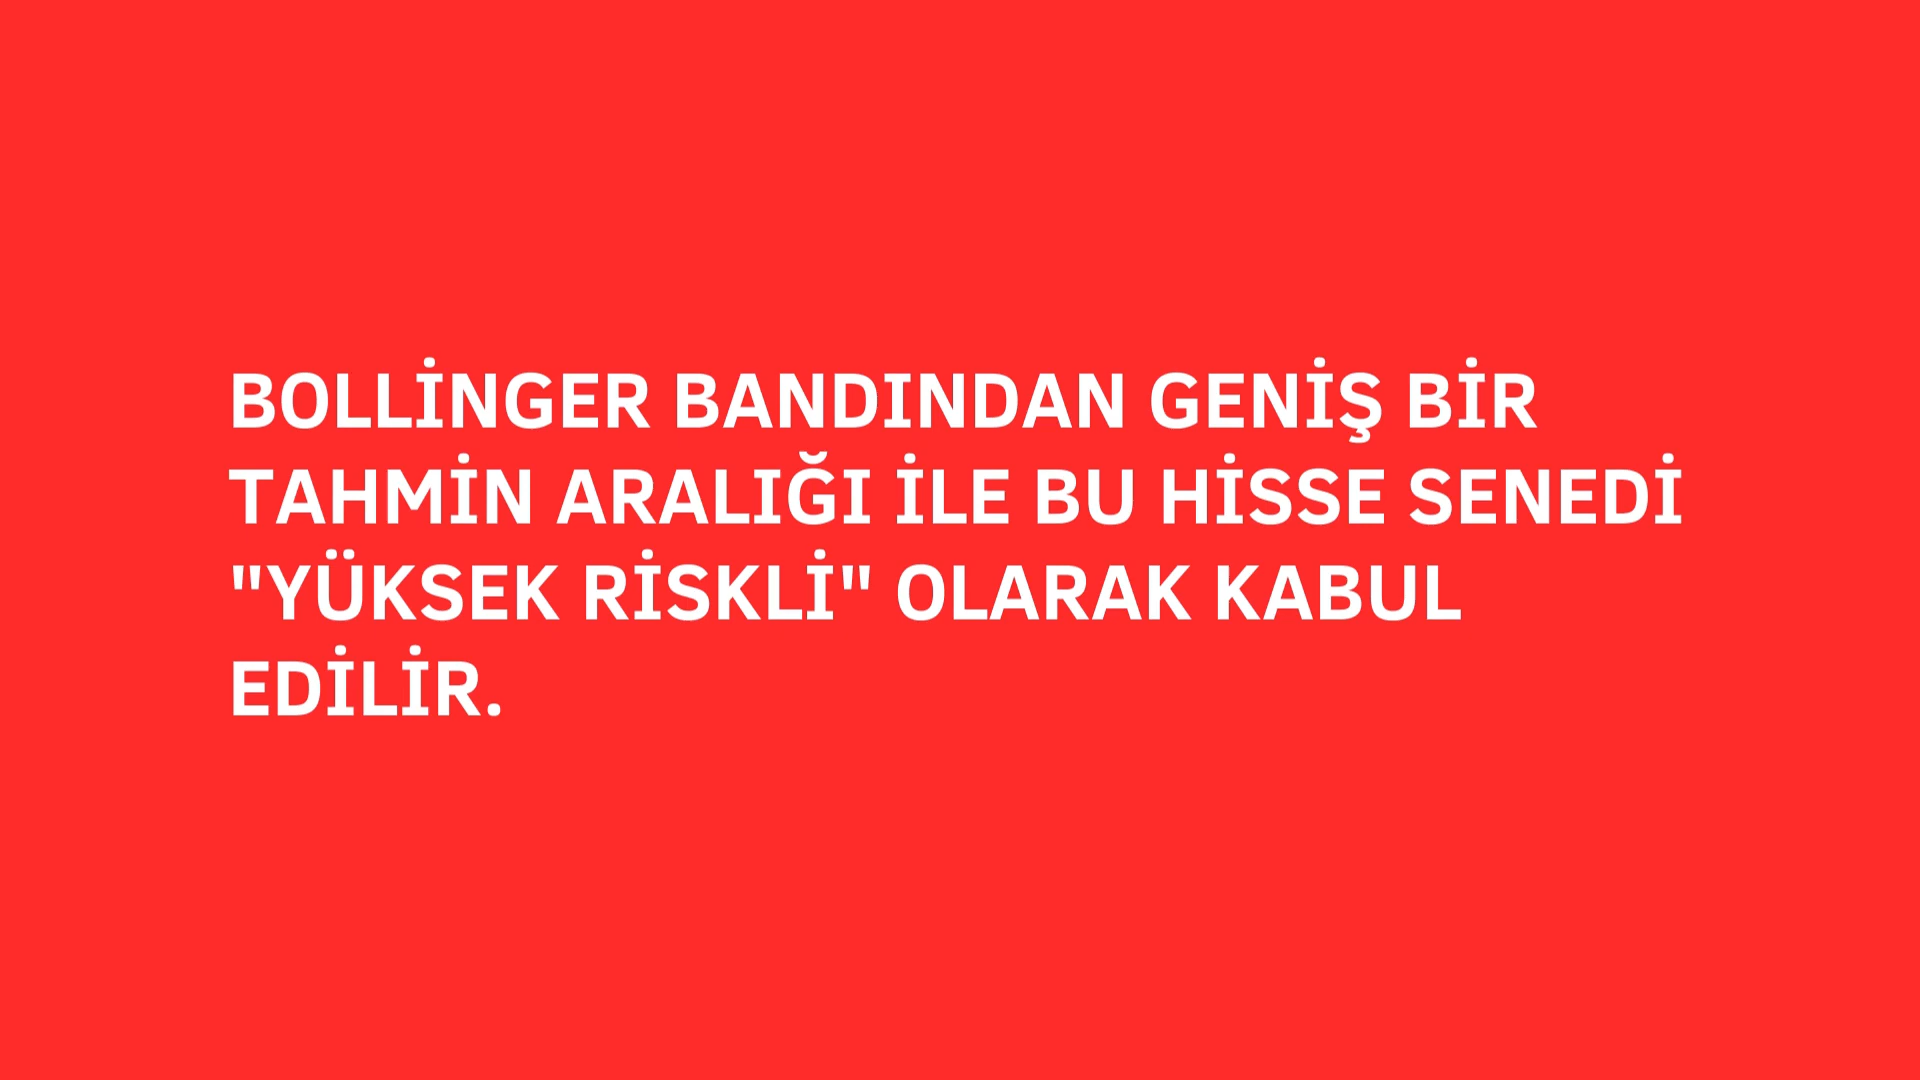 BOLLİNGER BANDINDAN GENİŞ BİR
TAHMİN ARALIĞI İLE BU HİSSE SENEDİ
"YÜKSEK RİSKLİ" OLARAK KABUL
EDİLİR.